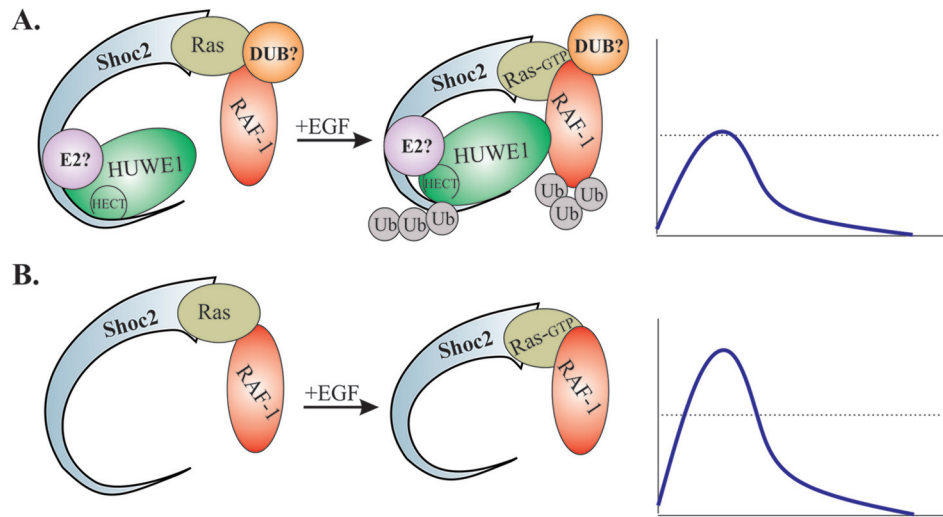 A.
Shoc2
Ras
DUB?
RAF-1
E2?
HUWE1
HECT
+EGF
Shoc2
Ras-GTP
DUB?
RAF-1
E2?
HUWE1
HECT
Ub
Ub
Ub
Ub
Ub
Ub
B.
Shoc2
Ras
RAF-1
+EGF
Shoc2
Ras-GTP
RAF-1